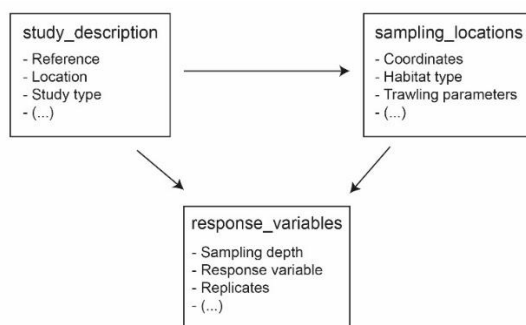 study_description
- Reference
- Location
- Study type
- (...)
sampling_locations
- Coordinates
- Habitat type
- Trawling parameters
- (...)
response_variables
- Sampling depth
- Response variable
- Replicates
- (...)